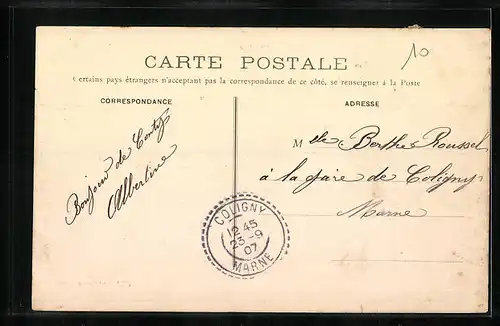 10
CARTE POSTALE
Certains pays étrangers n'acceptant pas la correspondance de ce côté, se renseigner à la Poste
CORRESPONDANCE
ADRESSE
Bonjour de Conty
Albertine
Mlle Berthe Roussel
à la gare de Coligny
Marne
COLIGNY
12 45
23 -9
07
MARNE